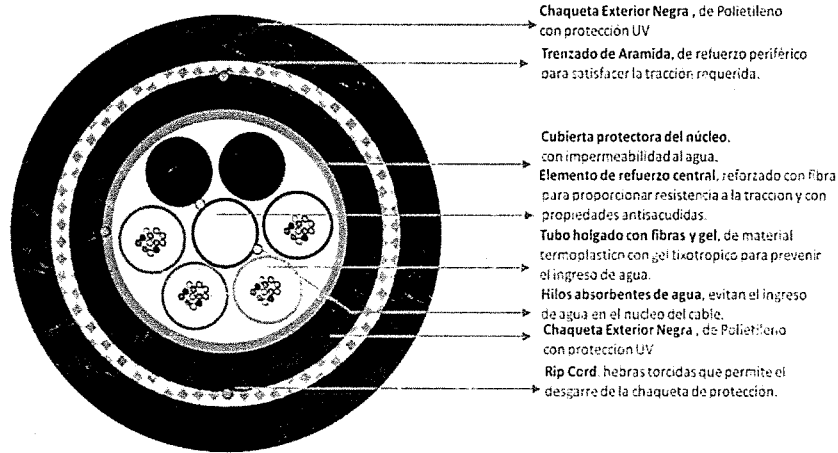 Chaqueta Exterior Negra , de Polietileno
con protección UV
Trenzado de Aramida, de refuerzo periférico
para satisfacer la tracción requerida.
Cubierta protectora del núcleo,
con impermeabilidad al agua.
Elemento de refuerzo central, reforzado con fibra
para proporcionar resistencia a la traccion y con
propiedades antisacudidas.
Tubo holgado con fibras y gel, de material
termoplastico con gel tixotropico para prevenir
el ingreso de agua.
Hilos absorbentes de agua, evitan el ingreso
de agua en el nucleo del cable.
Chaqueta Exterior Negra , de Polietileno
con proteccion UV
Rip Cord, hebras torcidas que permite el
desgarre de la chaqueta de protección.